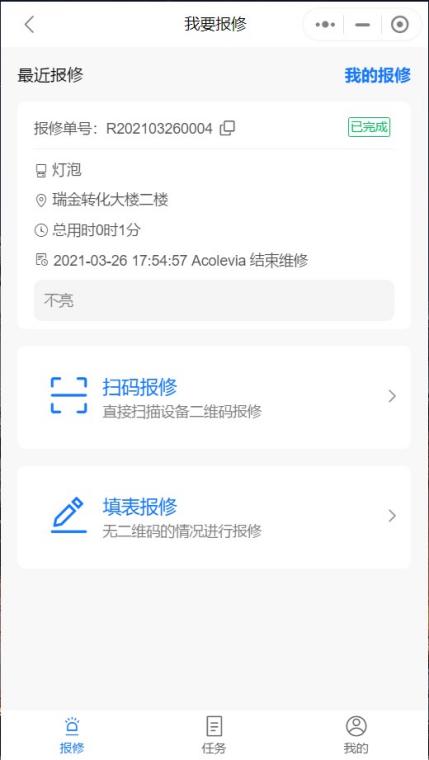 我要报修
最近报修 我的报修
报修单号：R202103260004 已完成
灯泡
瑞金转化大楼二楼
总用时0时1分
2021-03-26 17:54:57 Acolevia 结束维修
不亮
扫码报修
直接扫描设备二维码报修
填表报修
无二维码的情况进行报修
报修 任务 我的